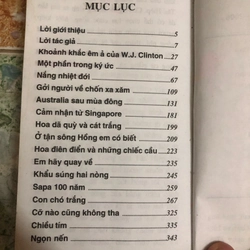 MỤC LỤC
Lời giới thiệu 5
Lời tác giả 7
Khoảnh khắc êm ả của W.J. Clinton 27
Một phần trong ký ức 47
Nắng nhiệt đới 67
Gởi người về chốn xa xăm 109
Australia sau mùa đông 131
Cảm nhận từ Singapore 181
Hoa dã quỳ và cát trắng 191
Ở tận sông Hồng em có biết 209
Hoa điên điển và những chiếc cầu 223
Em hãy quay về 235
Khẩu súng hai nòng 245
Sapa 100 năm 259
Con chó trắng 267
Cớ nào cũng không tha 325
Chiều tím 335
Ngọn nến 343